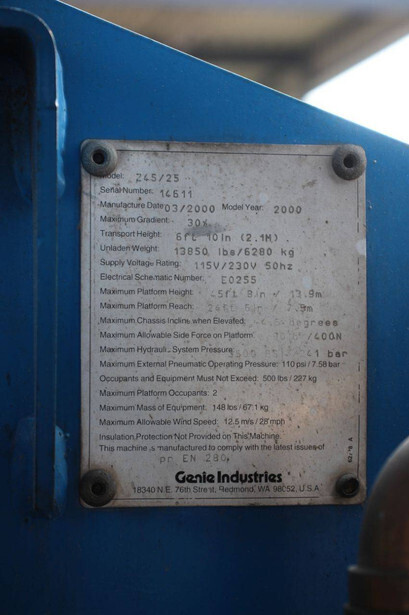 Model: Z45/25
Serial Number: 14611
Manufacture Date 03/2000 Model Year: 2000
Maximum Gradient: 30%
Transport Height: 6ft 10in (2.1M)
Unladen Weight: 13850 lbs/6280 kg
Supply Voltage Rating: 115V/230V 50hz
Electrical Schematic Number: E0255
Maximum Platform Height: 45ft 8in / 13.9m
Maximum Platform Reach:
Maximum Chassis Incline when Elevated: degrees
Maximum Allowable Side Force on Platform /400N
Maximum Hydraulic System Pressure bar
Maximum External Pneumatic Operating Pressure: 110 psi / 7.58 bar
Occupants and Equipment Must Not Exceed: 500 lbs / 227 kg
Maximum Platform Occupants: 2
Maximum Mass of Equipment: 148 lbs / 67.1 kg
Maximum Allowable Wind Speed: 12.5 m/s / 28 mph
Insulation Protection Not Provided on This Machine.
This machine is manufactured to comply with the latest issues of
pr EN 280,
Genie Industries
18340 N.E. 76th Street, Redmond, WA 98052, U.S.A.